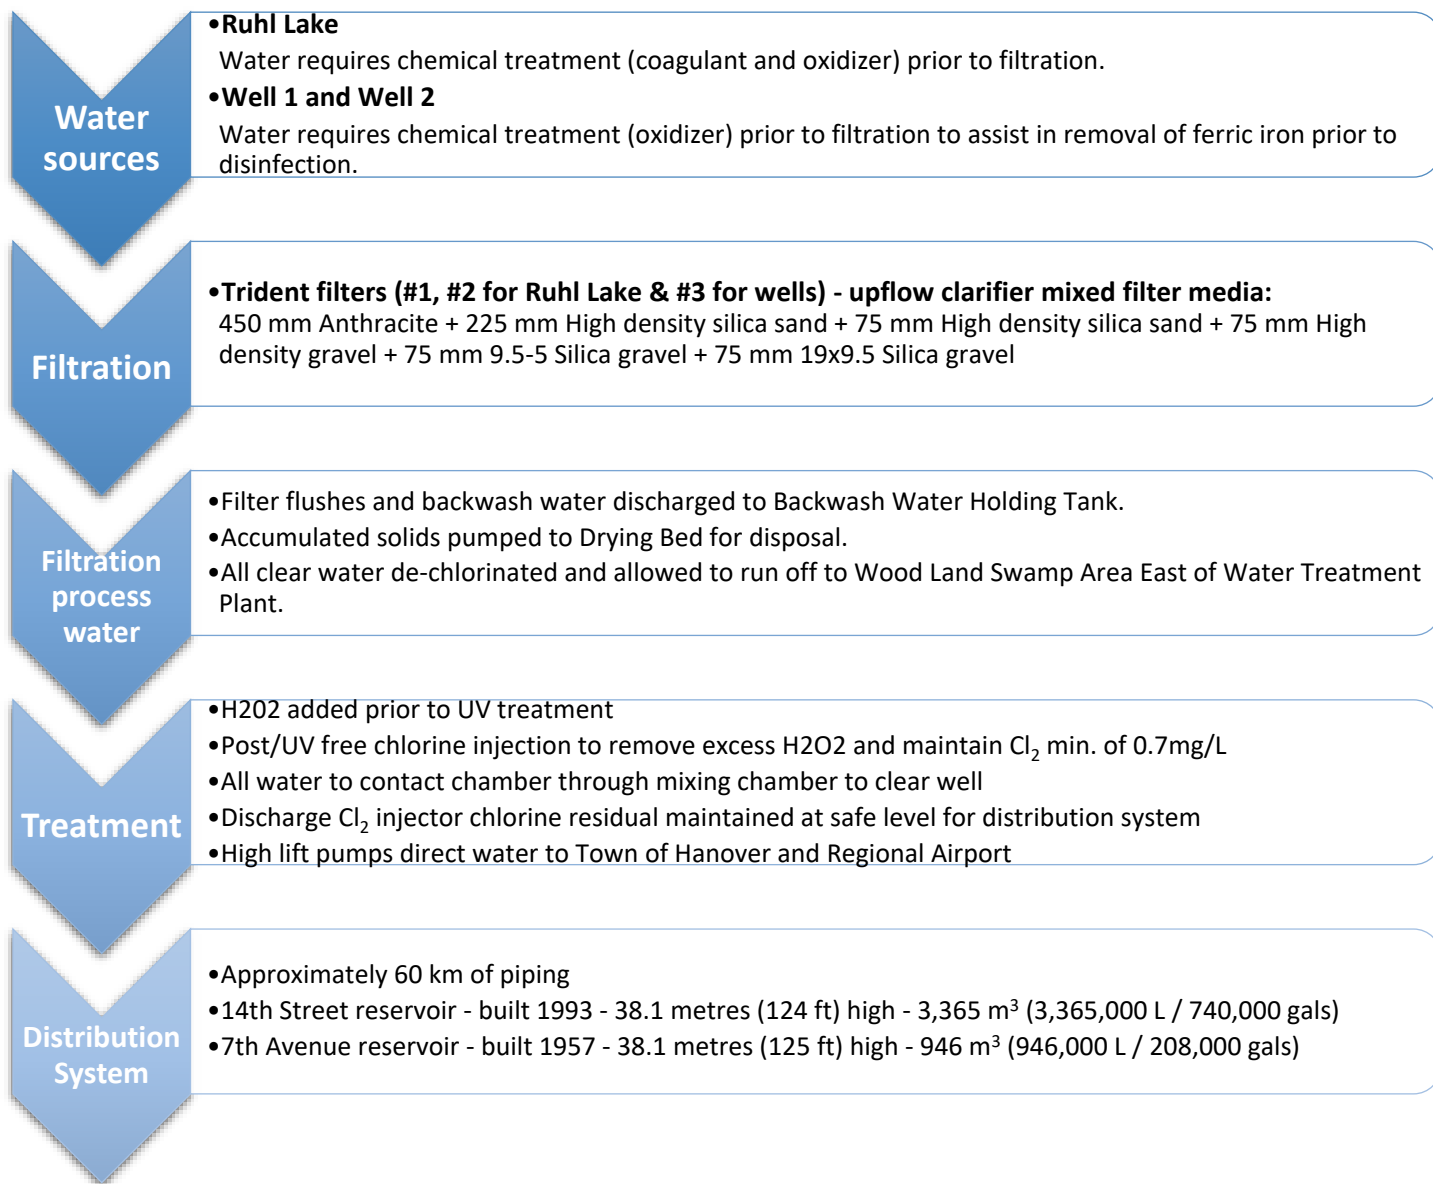 Water
sources
•Ruhl Lake
Water requires chemical treatment (coagulant and oxidizer) prior to filtration.
•Well 1 and Well 2
Water requires chemical treatment (oxidizer) prior to filtration to assist in removal of ferric iron prior to
disinfection.
Filtration
•Trident filters (#1, #2 for Ruhl Lake & #3 for wells) - upflow clarifier mixed filter media:
450 mm Anthracite + 225 mm High density silica sand + 75 mm High density silica sand + 75 mm High
density gravel + 75 mm 9.5-5 Silica gravel + 75 mm 19x9.5 Silica gravel
Filtration
process
water
•Filter flushes and backwash water discharged to Backwash Water Holding Tank.
•Accumulated solids pumped to Drying Bed for disposal.
•All clear water de-chlorinated and allowed to run off to Wood Land Swamp Area East of Water Treatment
Plant.
Treatment
•H202 added prior to UV treatment
•Post/UV free chlorine injection to remove excess H2O2 and maintain Cl₂ min. of 0.7mg/L
•All water to contact chamber through mixing chamber to clear well
•Discharge Cl₂ injector chlorine residual maintained at safe level for distribution system
•High lift pumps direct water to Town of Hanover and Regional Airport
Distribution
System
•Approximately 60 km of piping
•14th Street reservoir - built 1993 - 38.1 metres (124 ft) high - 3,365 m³ (3,365,000 L / 740,000 gals)
•7th Avenue reservoir - built 1957 - 38.1 metres (125 ft) high - 946 m³ (946,000 L / 208,000 gals)